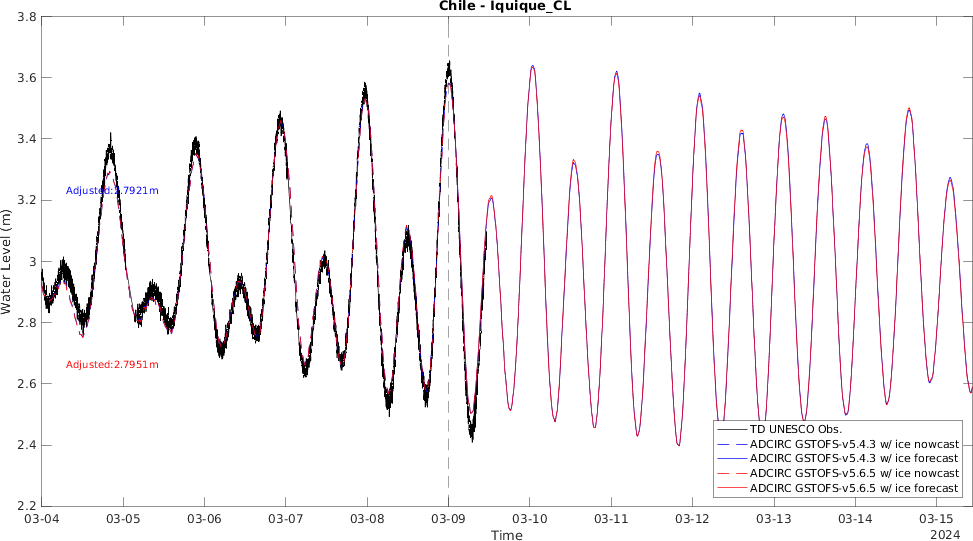 Chile - Iquique_CL
3.8
3.6
3.4
3.2
3
2.8
2.6
2.4
2.2
Water Level (m)
Adjusted:2.7921m
Adjusted:2.7951m
TD UNESCO Obs.
ADCIRC GSTOFS-v5.4.3 w/ ice nowcast
ADCIRC GSTOFS-v5.4.3 w/ ice forecast
ADCIRC GSTOFS-v5.6.5 w/ ice nowcast
ADCIRC GSTOFS-v5.6.5 w/ ice forecast
03-04 03-05 03-06 03-07 03-08 03-09 03-10 03-11 03-12 03-13 03-14 03-15
Time
2024